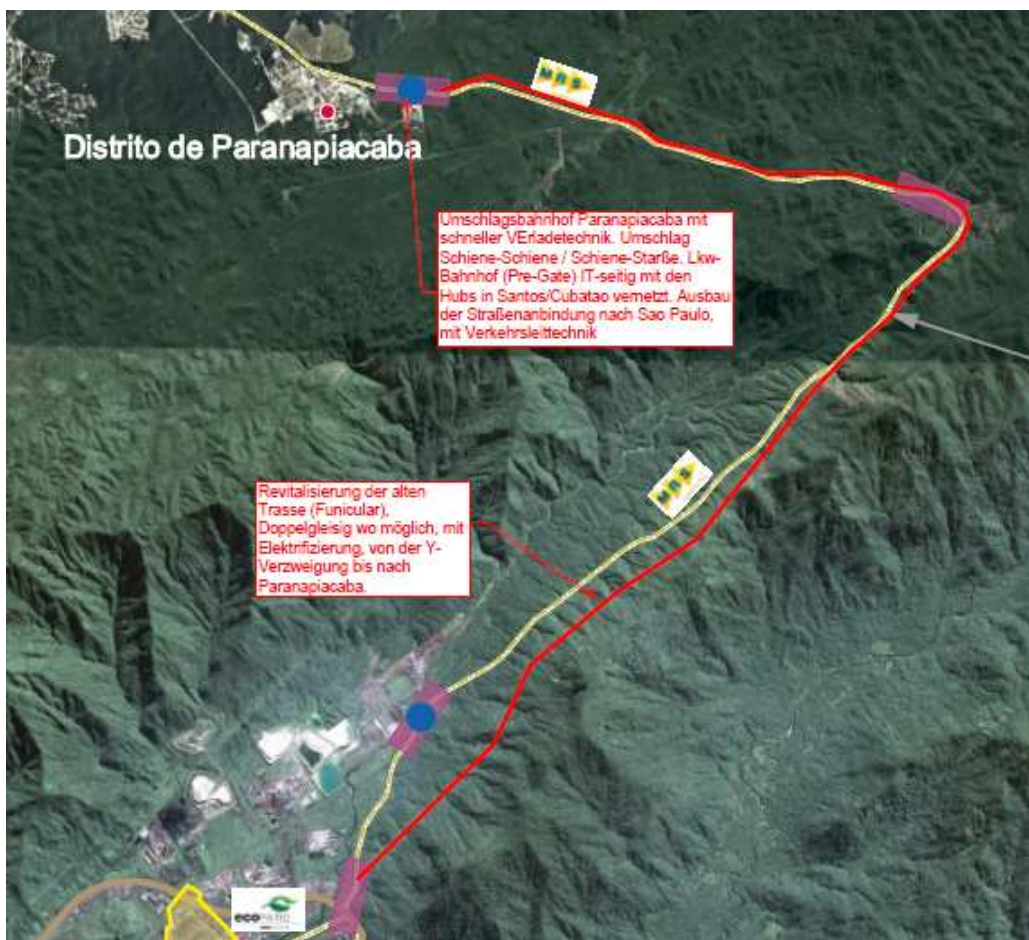 MRS
Distrito de Paranapiacaba
Umschlagsbahnhof Paranapiacaba mit
schneller VErladetechnik. Umschlag
Schiene-Schiene / Schiene-Starße. Lkw-
Bahnhof (Pre-Gate) IT-seitig mit den
Hubs in Santos/Cubatao vernetzt. Ausbau
der Straßenanbindung nach Sao Paulo,
mit Verkehrsleittechnik
MRS
Revitalisierung der alten
Trasse (Funicular),
Doppelgleisig wo möglich, mit
Elektrifizierung, von der Y-
Verzweigung bis nach
Paranapiacaba.